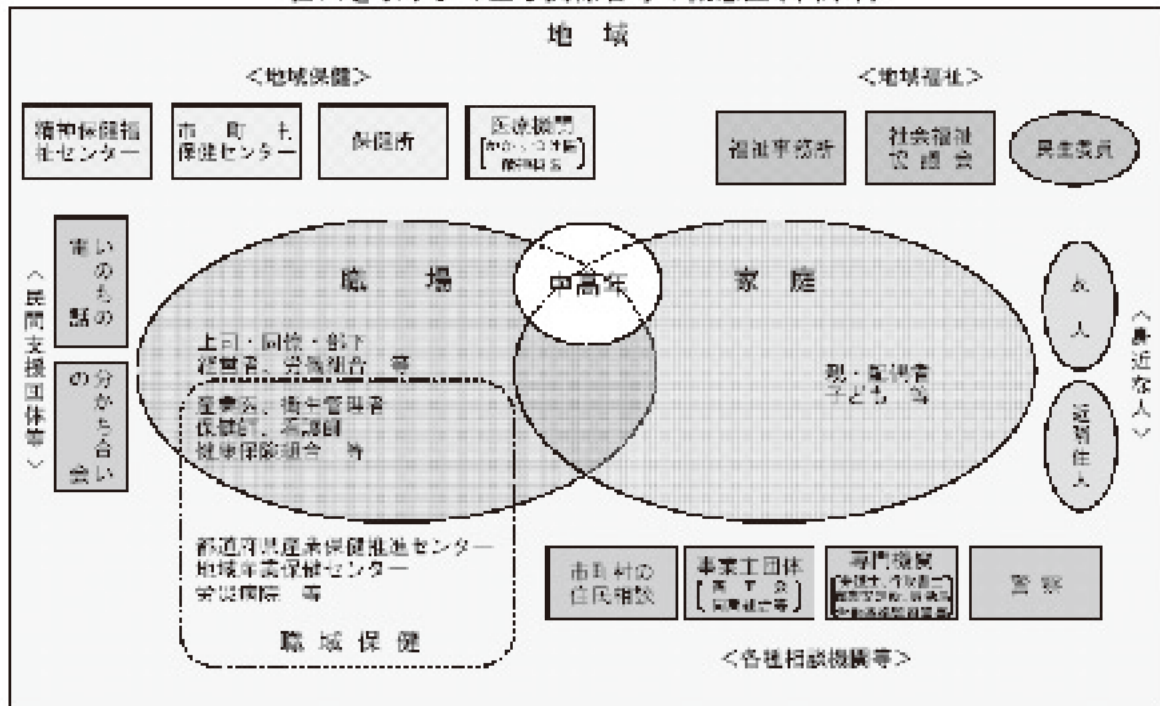 地 域
<地域保健>
<地域福祉>
精神保健福
祉センター
市 町 村
保健センター
保健所
医療機関
福祉事務所
社会福祉
協議会
民生委員
<民間支援団体等>
いのちの
電話
分かち合い
の会
職 場
中高年
家 庭
上司・同僚・部下
経営者、労働組合 等
産業医、衛生管理者
保健師、看護師
健康保険組合 等
親・配偶者
子ども 等
友人
近隣住人
<身近な人>
都道府県産業保健推進センター
地域産業保健センター
労災病院 等
職 域 保 健
市町村の
住民相談
事業主団体
専門機関
警 察
<各種相談機関等>